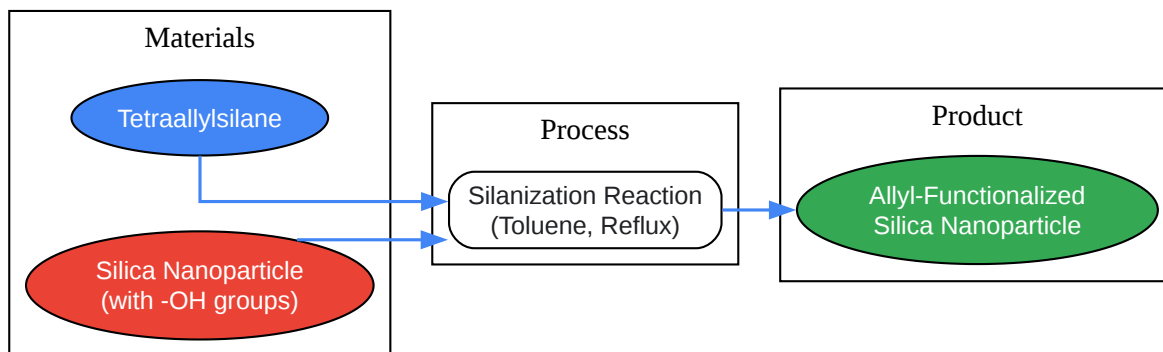 Materials
Tetraallylsilane
Silica Nanoparticle
(with -OH groups)
Process
Silanization Reaction
(Toluene, Reflux)
Product
Allyl-Functionalized
Silica Nanoparticle